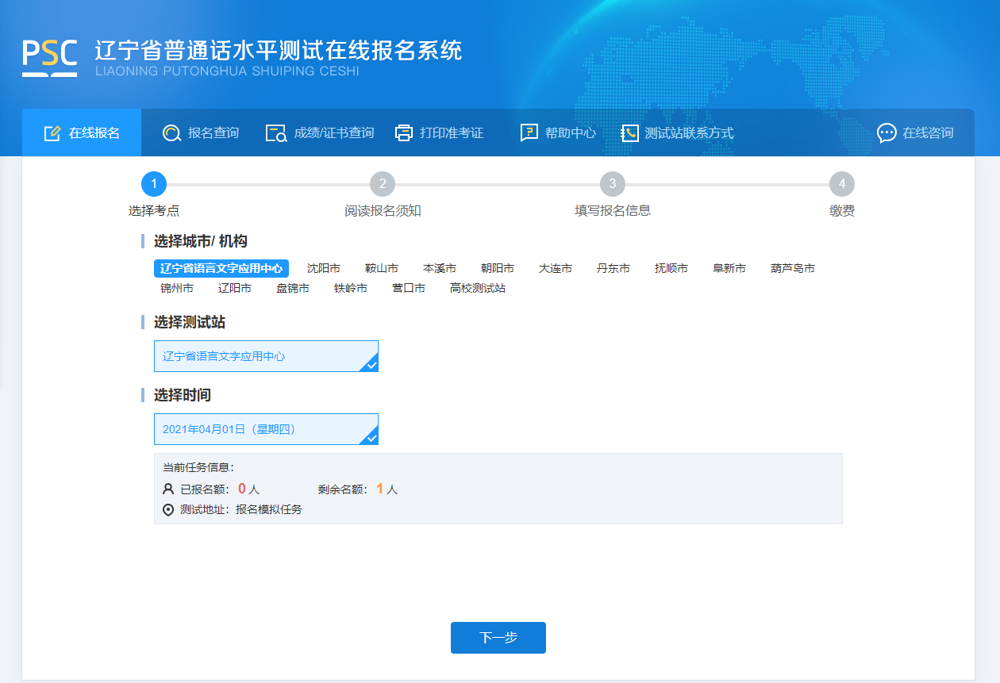 PSC
辽宁省普通话水平测试在线报名系统
LIAONING PUTONGHUA SHUIPING CESHI
在线报名 报名查询 成绩/证书查询 打印准考证 帮助中心 测试站联系方式 在线咨询
1 2 3 4
选择考点 阅读报名须知 填写报名信息 缴费
选择城市/ 机构
辽宁省语言文字应用中心 沈阳市 鞍山市 本溪市 朝阳市 大连市 丹东市 抚顺市 阜新市 葫芦岛市
锦州市 辽阳市 盘锦市 铁岭市 营口市 高校测试站
选择测试站
辽宁省语言文字应用中心
选择时间
2021年04月01日（星期四）
当前任务信息：
已报名额： 0 人 剩余名额： 1 人
测试地址：报名模拟任务
下一步